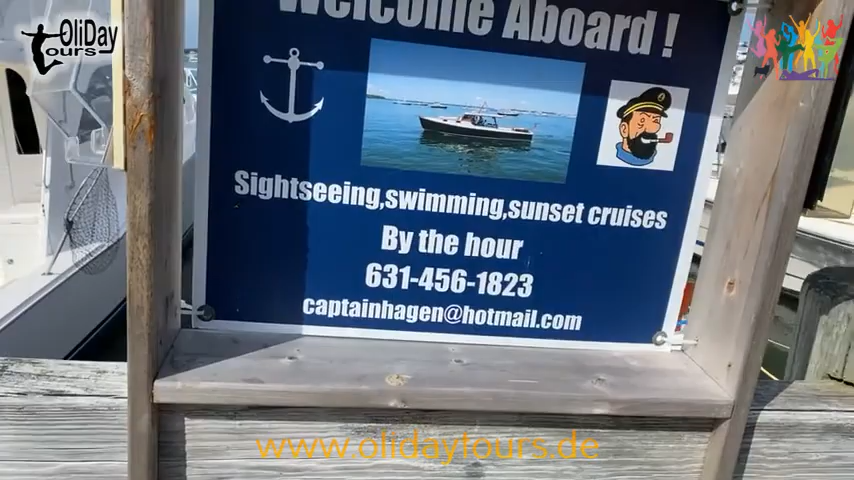 OliDay
Tours
Welcome Aboard !
Sightseeing,swimming,sunset cruises
By the hour
631-456-1823
captainhagen@hotmail.com
www.olidaytours.de